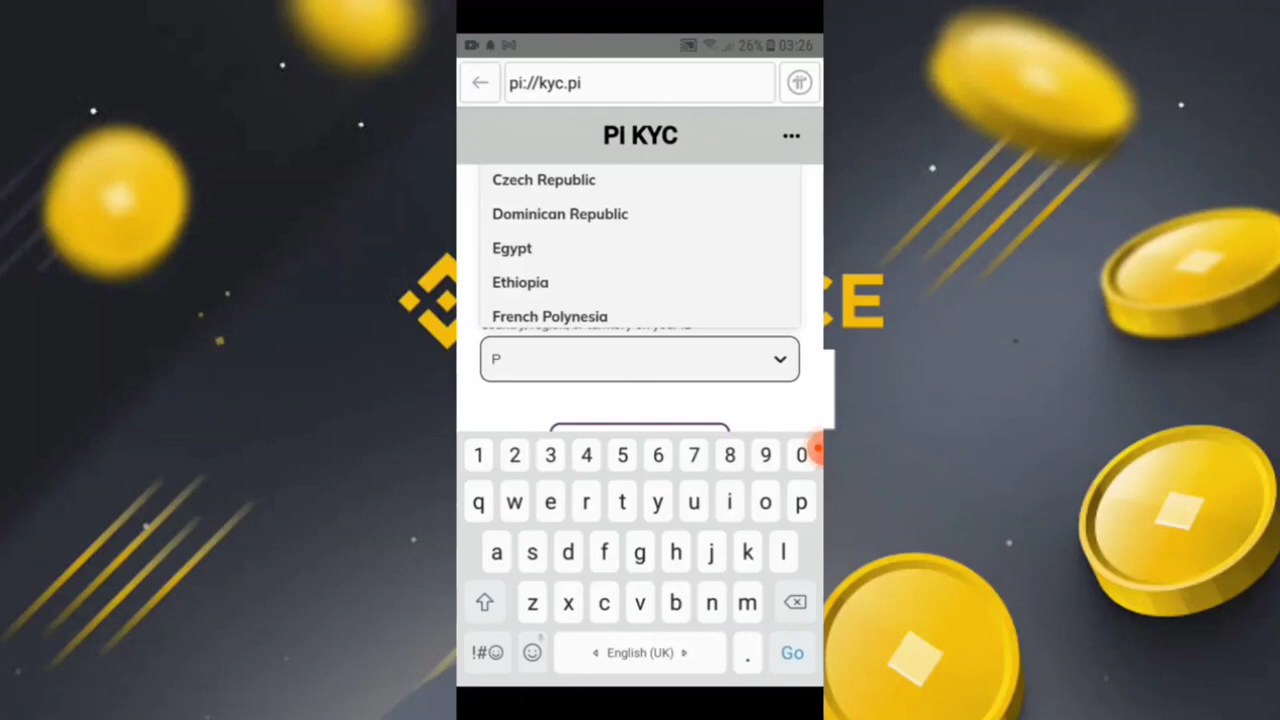 26% 03:26
pi://kyc.pi
PI KYC
...
Czech Republic
Dominican Republic
Egypt
Ethiopia
French Polynesia
P
CE
1 2 3 4 5 6 7 8 9 0
q w e r t y u i o p
a s d f g h j k l
z x c v b n m
!#☺ English (UK) . Go